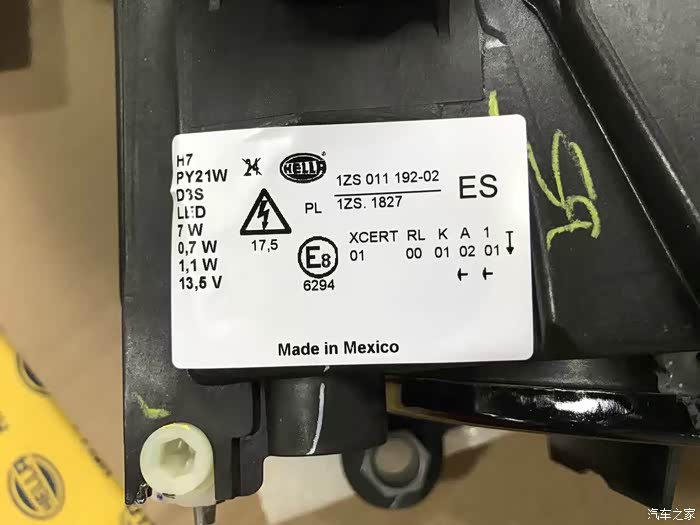 H7
PY21W
D3S
LED
7 W
0,7 W
1,1 W
13,5 V
24
HELLA
PL
1ZS 011 192-02
1ZS. 1827
ES
17,5
E8
6294
XCERT RL K A 1
01 00 01 02 01
Made in Mexico
HELLA
汽车之家